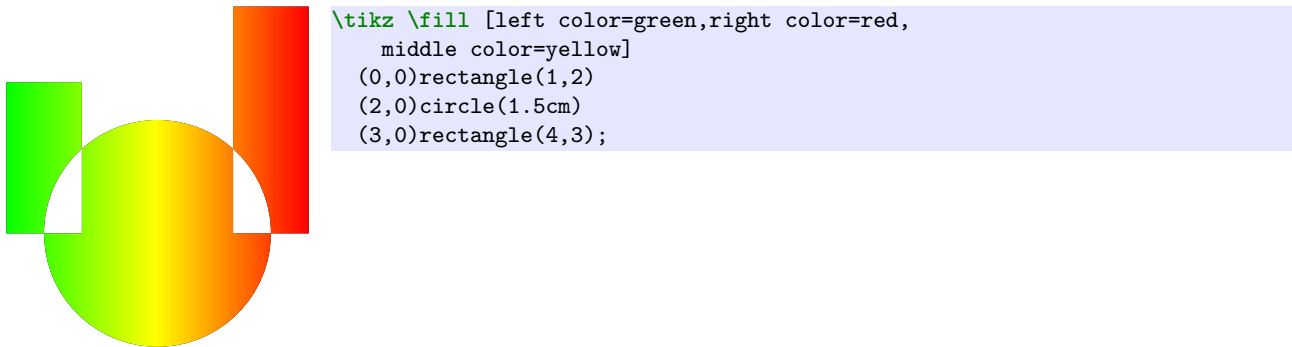 \tikz \fill [left color=green,right color=red,
    middle color=yellow]
  (0,0)rectangle(1,2)
  (2,0)circle(1.5cm)
  (3,0)rectangle(4,3);